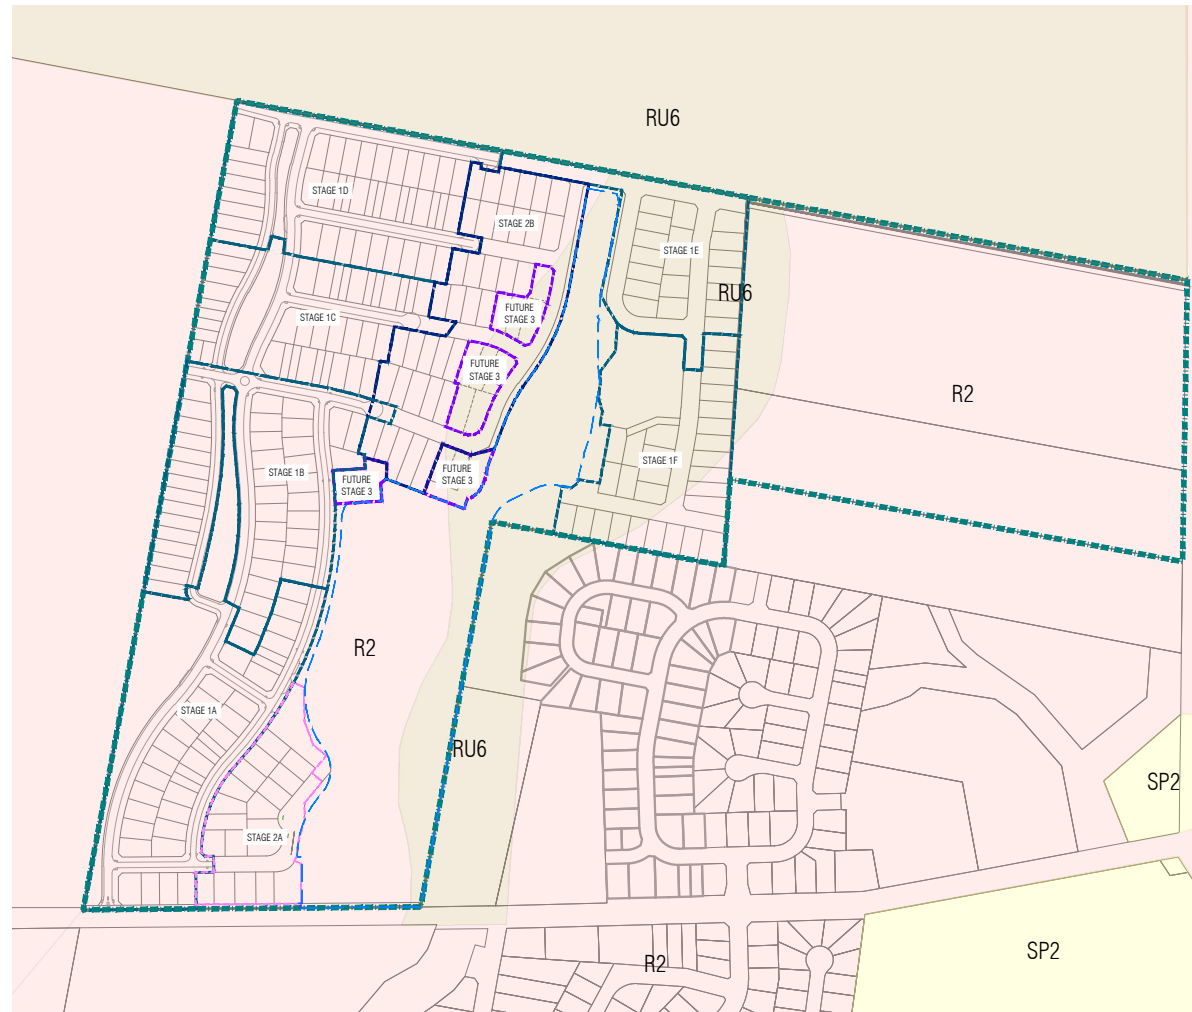 RU6
STAGE 1D
STAGE 2B
STAGE 1E
RU6
FUTURE
STAGE 3
STAGE 1C
FUTURE
STAGE 3
R2
STAGE 1F
STAGE 1B
FUTURE
STAGE 3
FUTURE
STAGE 3
R2
STAGE 1A
RU6
SP2
STAGE 2A
R2
SP2